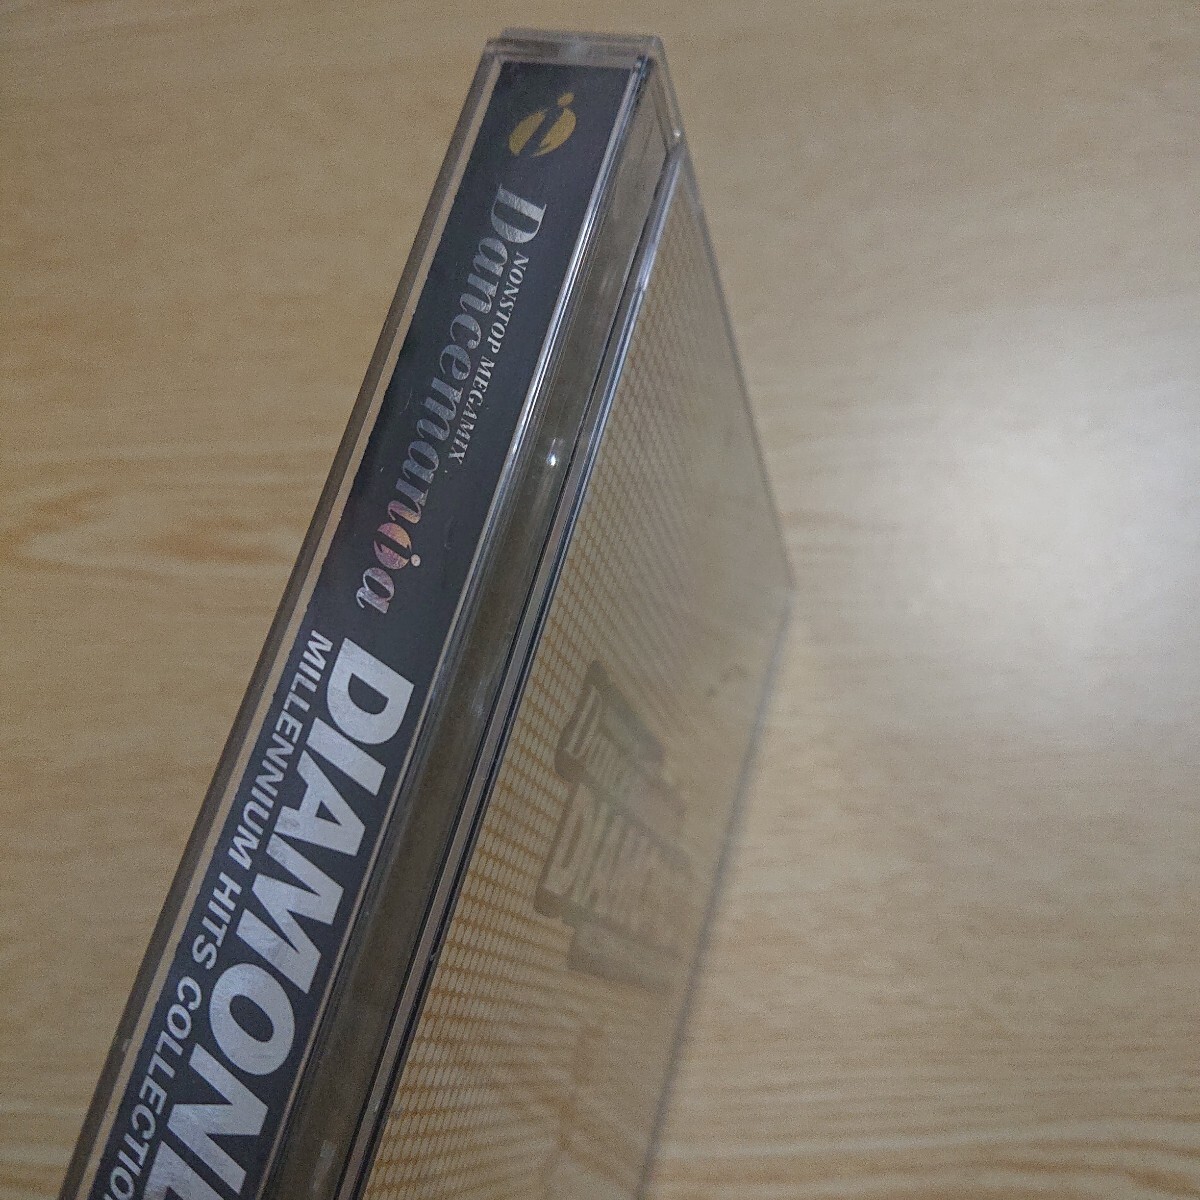 NONSTOP MEGAMIX
Dancemania
DIAMOND
MILLENNIUM HITS COLLECTION